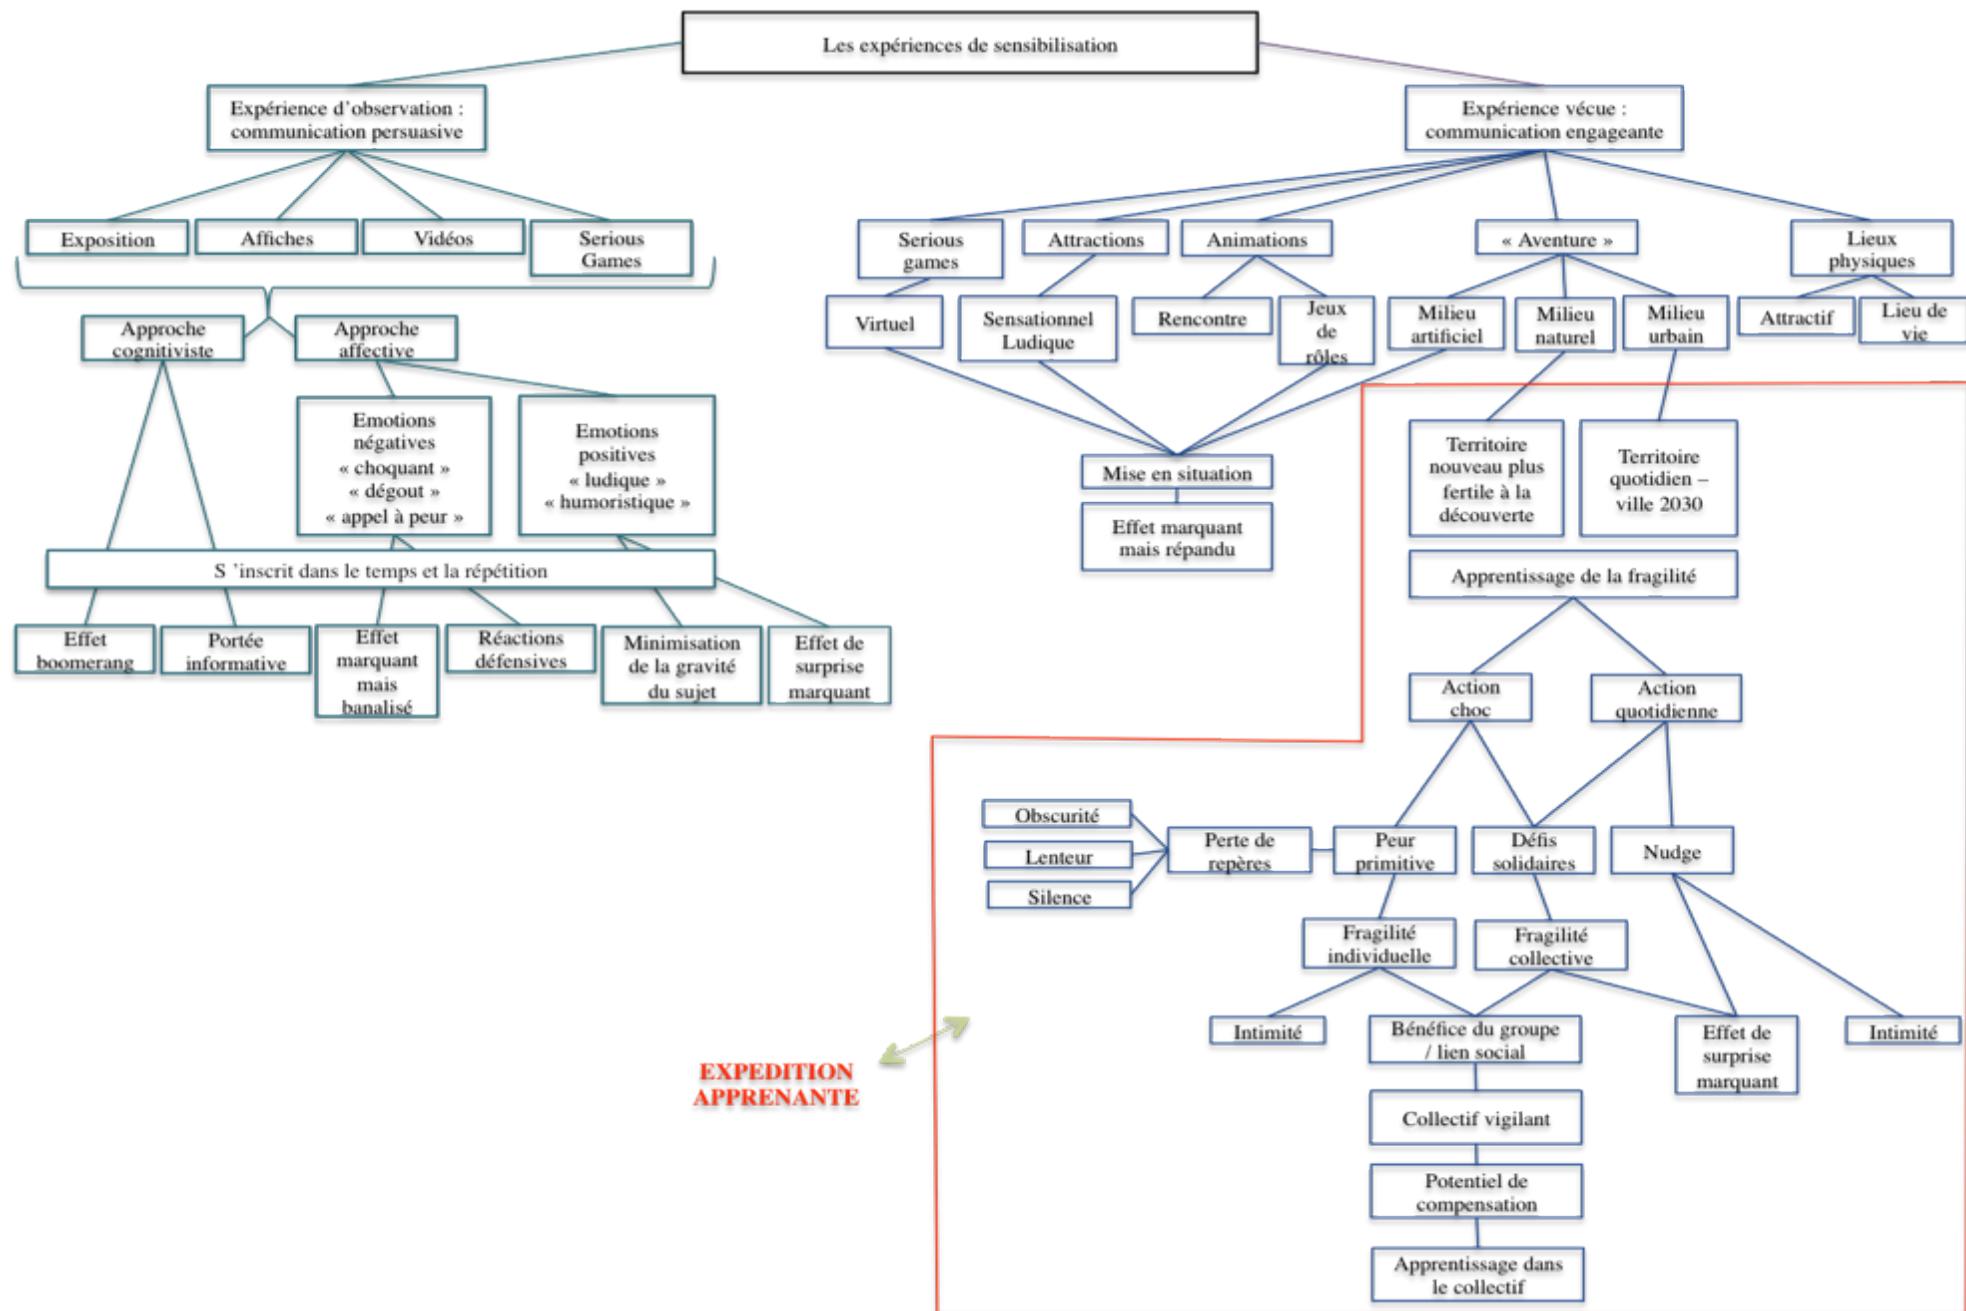 Les expériences de sensibilisation
Expérience d'observation :
communication persuasive
Expérience vécue :
communication engageante
Exposition
Affiches
Vidéos
Serious
Games
Serious
games
Attractions
Animations
« Aventure »
Lieux
physiques
Approche
cognitiviste
Approche
affective
Virtuel
Sensationnel
Ludique
Rencontre
Jeux
de
rôles
Milieu
artificiel
Milieu
naturel
Milieu
urbain
Attractif
Lieu de
vie
Emotions
négatives
« choquant »
« dégout »
« appel à peur »
Emotions
positives
« ludique »
« humoristique »
Mise en situation
Effet marquant
mais répandu
Territoire
nouveau plus
fertile à la
découverte
Territoire
quotidien –
ville 2030
S 'inscrit dans le temps et la répétition
Apprentissage de la fragilité
Effet
boomerang
Portée
informative
Effet
marquant
mais
banalisé
Réactions
défensives
Minimisation
de la gravité
du sujet
Effet de
surprise
marquant
Action
choc
Action
quotidienne
Obscurité
Lenteur
Silence
Perte de
repères
Peur
primitive
Défis
solidaires
Nudge
Fragilité
individuelle
Fragilité
collective
Intimité
Bénéfice du groupe
/ lien social
Effet de
surprise
marquant
Intimité
EXPEDITION
APPRENANTE
Collectif vigilant
Potentiel de
compensation
Apprentissage dans
le collectif